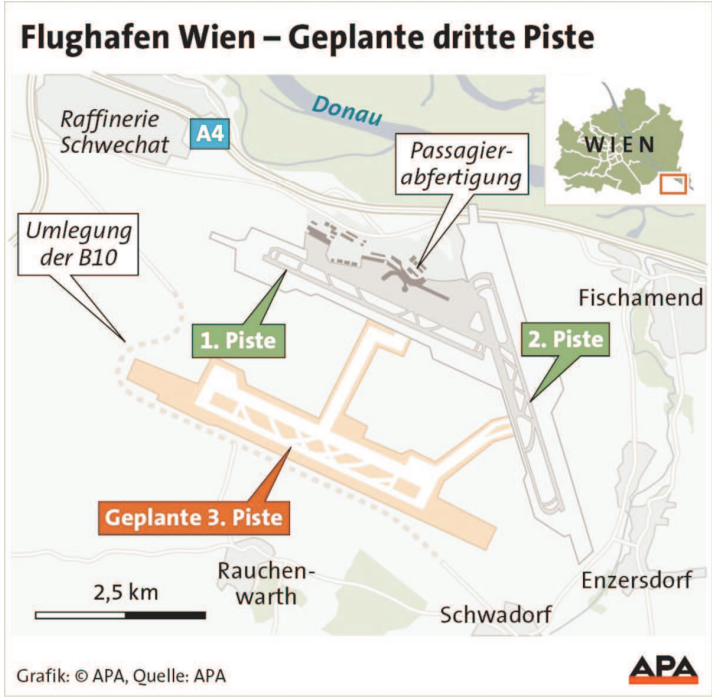 Flughafen Wien – Geplante dritte Piste
Raffinerie
Schwechat
A4
Donau
WIEN
Passagier-
abfertigung
Umlegung
der B10
Fischamend
1. Piste
2. Piste
Geplante 3. Piste
Rauchen-
warth
Enzersdorf
2,5 km
Schwadorf
Grafik: © APA, Quelle: APA
APA